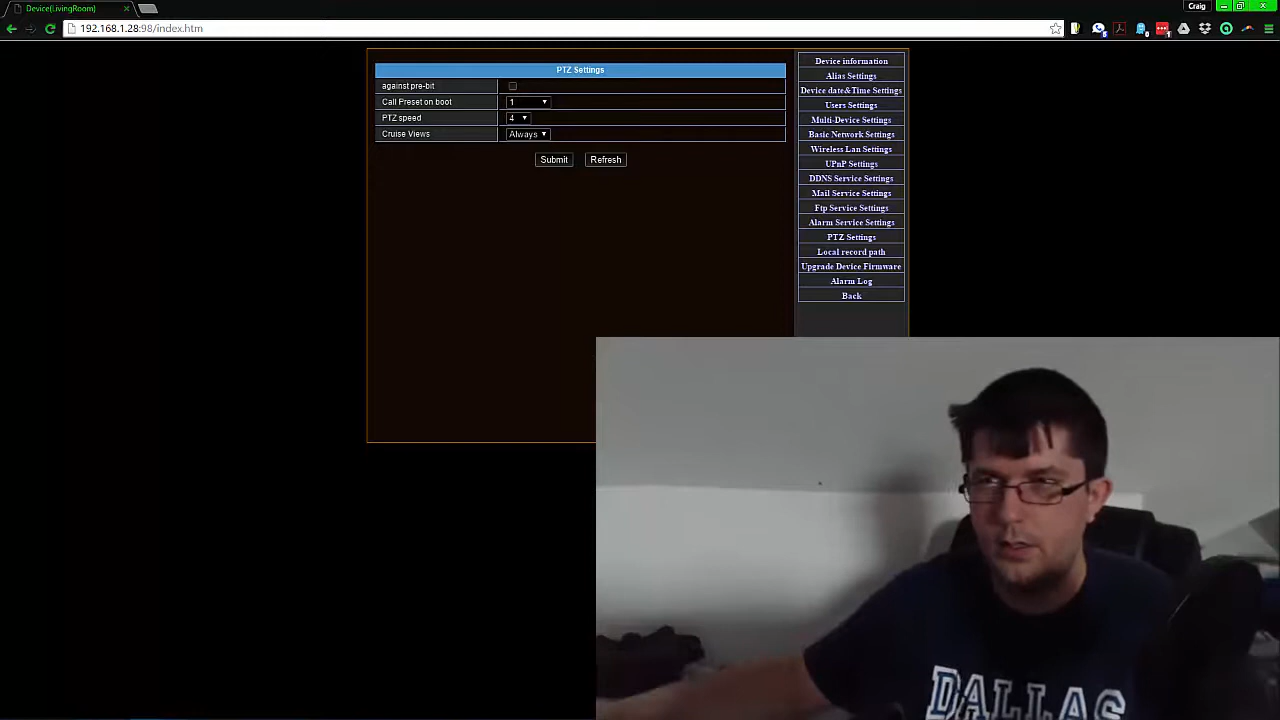 Device(LivingRoom)
Craig
192.168.1.28:98/index.htm
PTZ Settings
against pre-bit
Call Preset on boot 1
PTZ speed 4
Cruise Views Always
Submit Refresh
Device information
Alias Settings
Device date&Time Settings
Users Settings
Multi-Device Settings
Basic Network Settings
Wireless Lan Settings
UPnP Settings
DDNS Service Settings
Mail Service Settings
Ftp Service Settings
Alarm Service Settings
PTZ Settings
Local record path
Upgrade Device Firmware
Alarm Log
Back
DALLAS